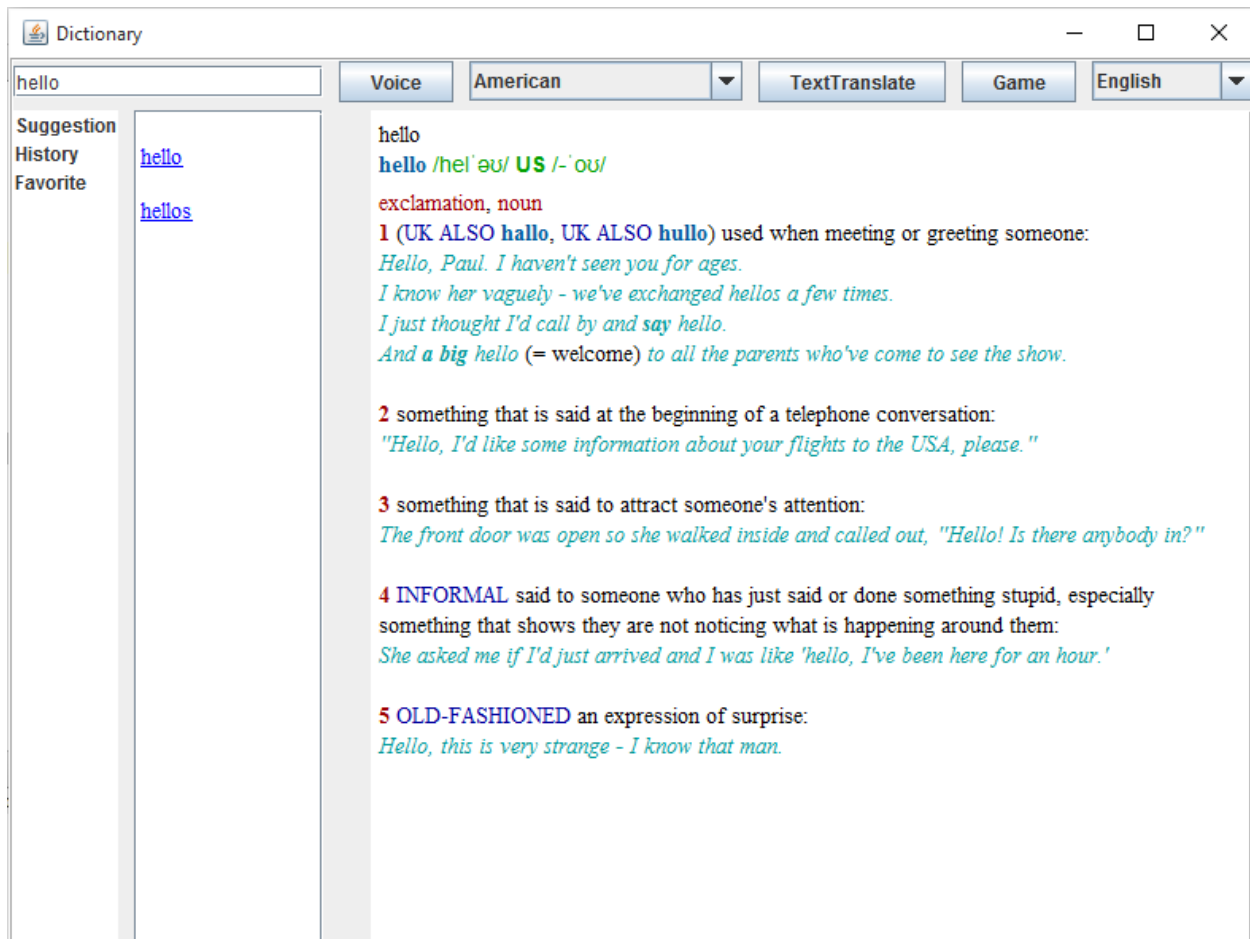 Dictionary
hello
Voice
American
TextTranslate
Game
English
Suggestion
History
Favorite
hello
hellos
hello
hello /helˈəʊ/ US /-ˈoʊ/
exclamation, noun
1 (UK ALSO hallo, UK ALSO hullo) used when meeting or greeting someone:
Hello, Paul. I haven't seen you for ages.
I know her vaguely - we've exchanged hellos a few times.
I just thought I'd call by and say hello.
And a big hello (= welcome) to all the parents who've come to see the show.
2 something that is said at the beginning of a telephone conversation:
"Hello, I'd like some information about your flights to the USA, please."
3 something that is said to attract someone's attention:
The front door was open so she walked inside and called out, "Hello! Is there anybody in?"
4 INFORMAL said to someone who has just said or done something stupid, especially
something that shows they are not noticing what is happening around them:
She asked me if I'd just arrived and I was like 'hello, I've been here for an hour.'
5 OLD-FASHIONED an expression of surprise:
Hello, this is very strange - I know that man.